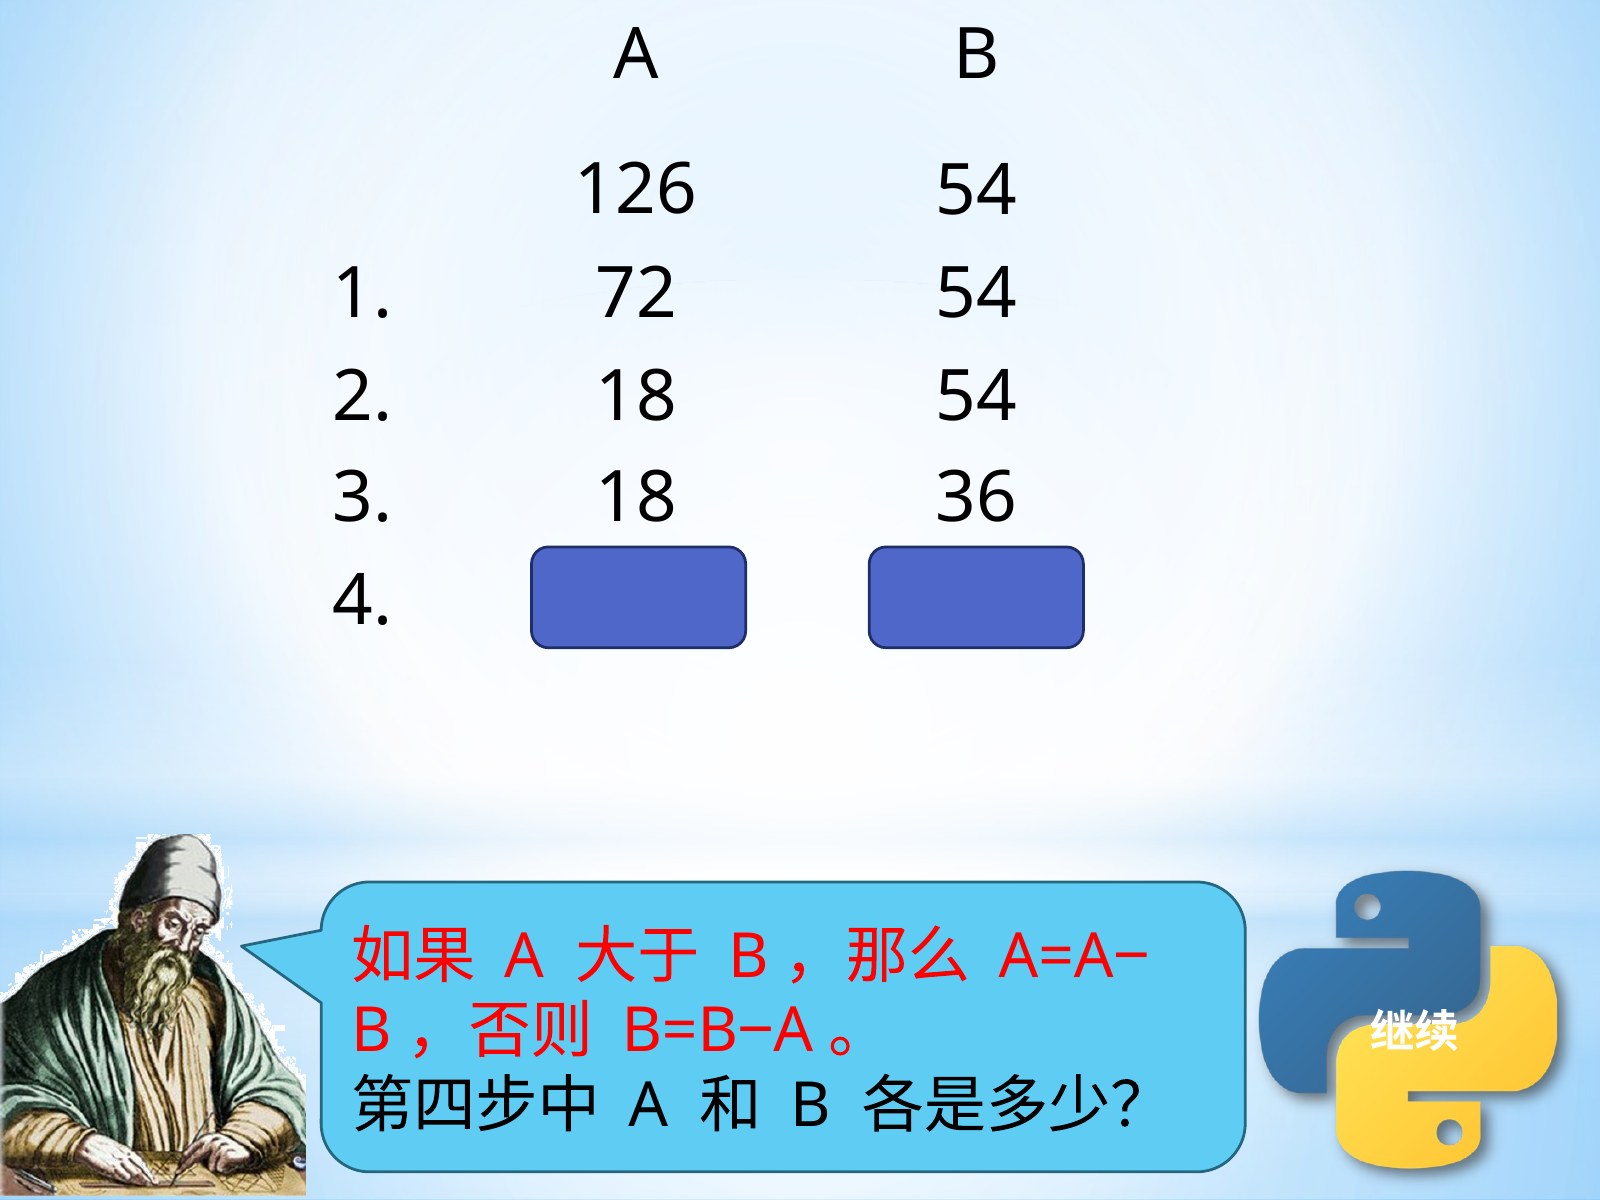 A B
126 54
1. 72 54
2. 18 54
3. 18 36
4.
如果 A 大于 B ，那么 A=A−
B ，否则 B=B−A 。
第四步中 A 和 B 各是多少？
继续